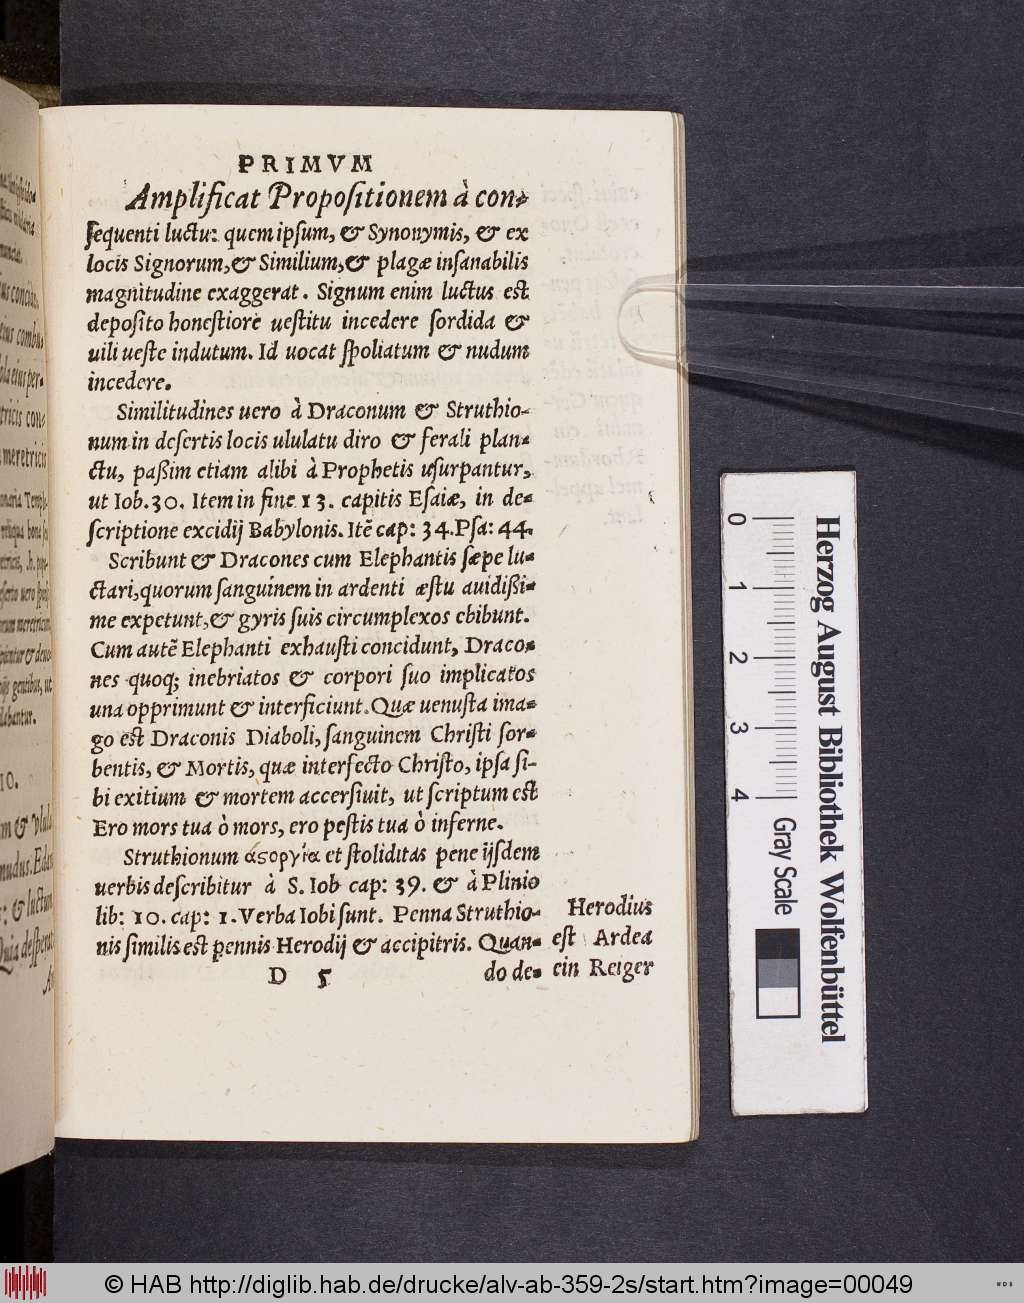 PRIMVM
Amplificat Propositionem à con-
sequenti luctu: quem ipsum, & Synonymis, & ex
locis Signorum, & Similium, & plagæ insanabilis
magnitudine exaggerat. Signum enim luctus est
deposito honestiore uestitu incedere sordida &
uili ueste indutum. Id uocat spoliatum & nudum
incedere.
Similitudines uero à Draconum & Struthio-
num in desertis locis ululatu diro & ferali plan-
ctu, paßim etiam alibi à Prophetis usurpantur,
ut Iob.30. Item in fine 13. capitis Esaiæ, in de-
scriptione excidij Babylonis. Itē cap: 34.Psa: 44.
Scribunt & Dracones cum Elephantis sæpe lu-
ctari, quorum sanguinem in ardenti æstu auidißi-
me expetunt, & gyris suis circumplexos ebibunt.
Cum autē Elephanti exhausti concidunt, Draco-
nes quoq; inebriatos & corpori suo implicatos
una opprimunt & interficiunt. Quæ uenusta ima-
go est Draconis Diaboli, sanguinem Christi sor-
bentis, & Mortis, quæ interfecto Christo, ipsa si-
bi exitium & mortem accersiuit, ut scriptum est
Ero mors tua ò mors, ero pestis tua ò inferne.
Struthionum ἀϛοργία et stoliditas pene ijsdem
uerbis describitur à S. Iob cap: 39. & à Plinio
lib: 10. cap: 1. Verba Iobi sunt. Penna Struthio-
nis similis est pennis Herodij & accipitris. Quan-
D 5 do de-
Herodius
est Ardea
ein Reiger
Herzog August Bibliothek Wolfenbüttel
0 1 2 3 4 Gray Scale
© HAB http://diglib.hab.de/drucke/alv-ab-359-2s/start.htm?image=00049